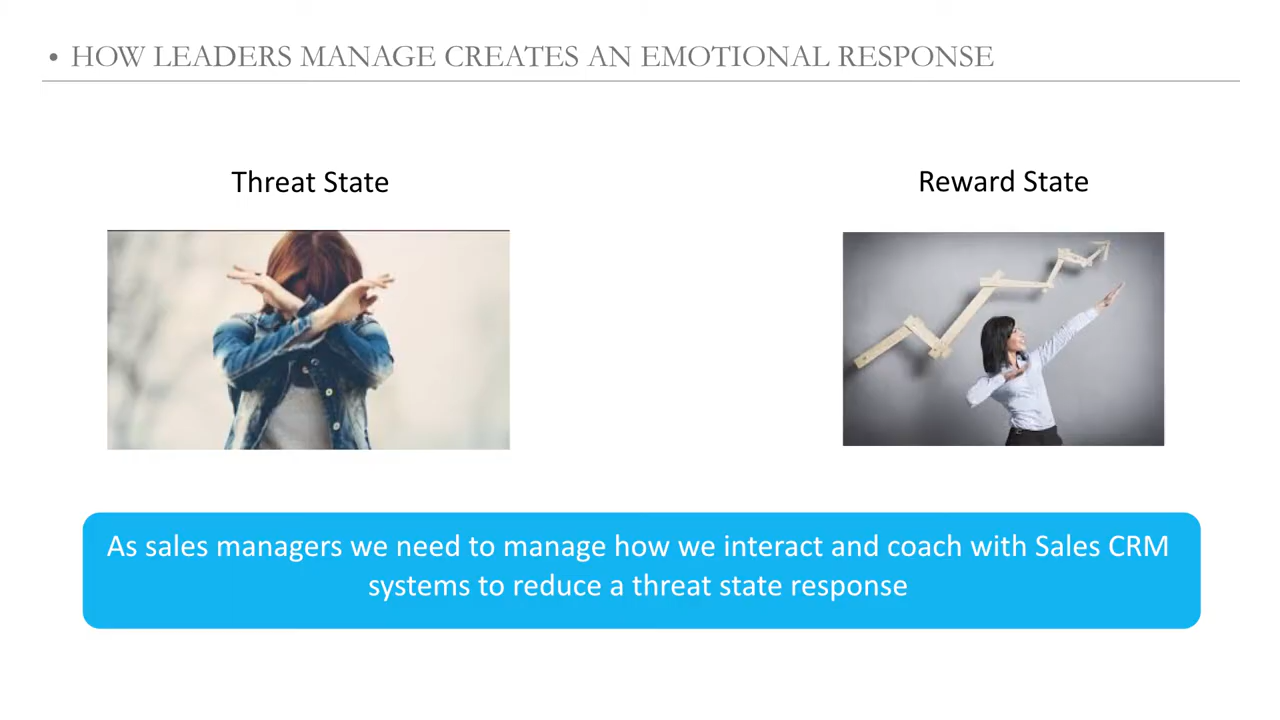 • HOW LEADERS MANAGE CREATES AN EMOTIONAL RESPONSE
Threat State
Reward State
As sales managers we need to manage how we interact and coach with Sales CRM
systems to reduce a threat state response